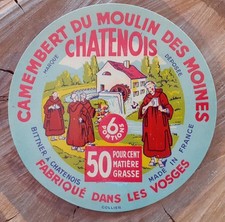 CAMEMBERT DU MOULIN DES MOINES
MARQUE DÉPOSÉE
CHATENOIS
6
PORTIONS
50 POUR CENT
MATIÈRE
GRASSE
BITTNER À CHATENOIS
MADE IN FRANCE
FABRIQUÉ DANS LES VOSGES